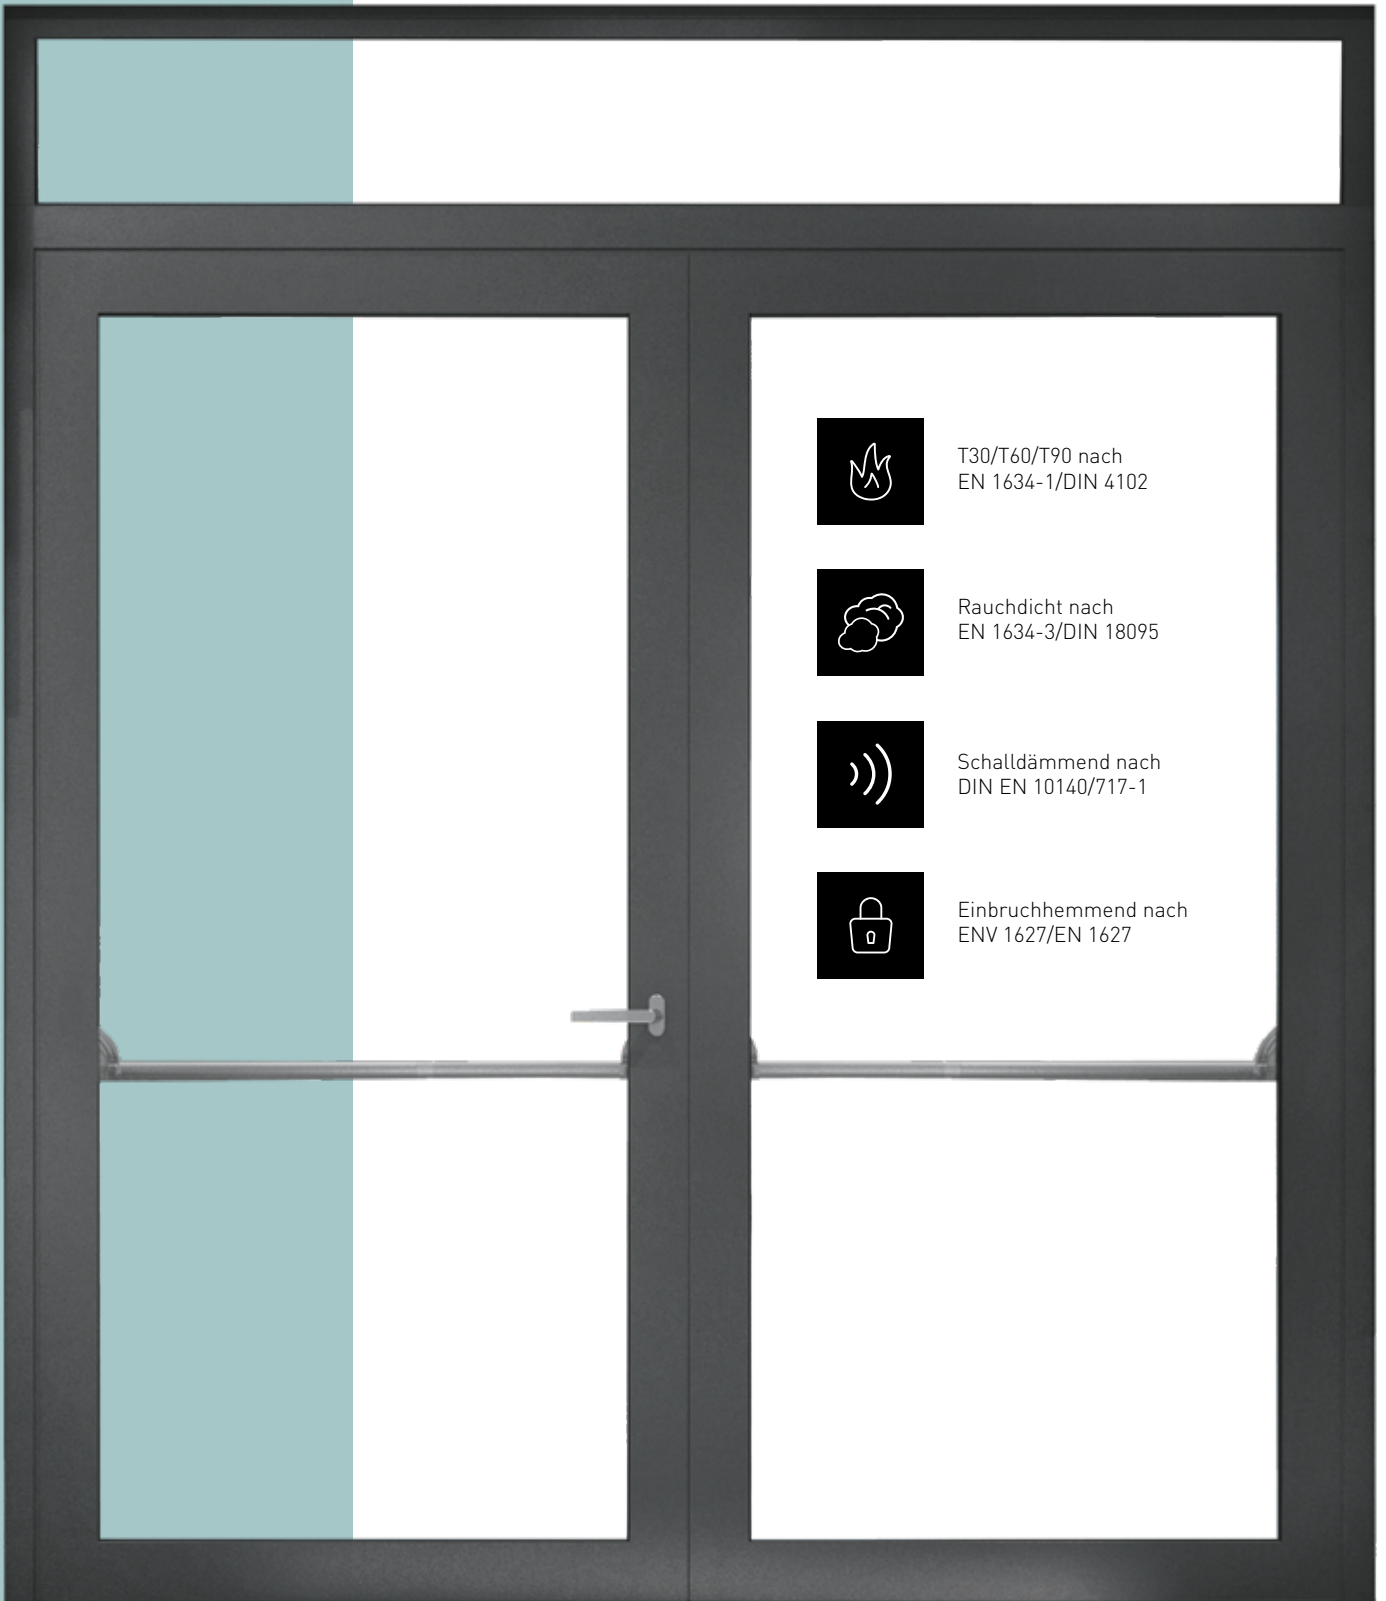 T30/T60/T90 nach
EN 1634-1/DIN 4102
Rauchdicht nach
EN 1634-3/DIN 18095
Schalldämmend nach
DIN EN 10140/717-1
Einbruchhemmend nach
ENV 1627/EN 1627